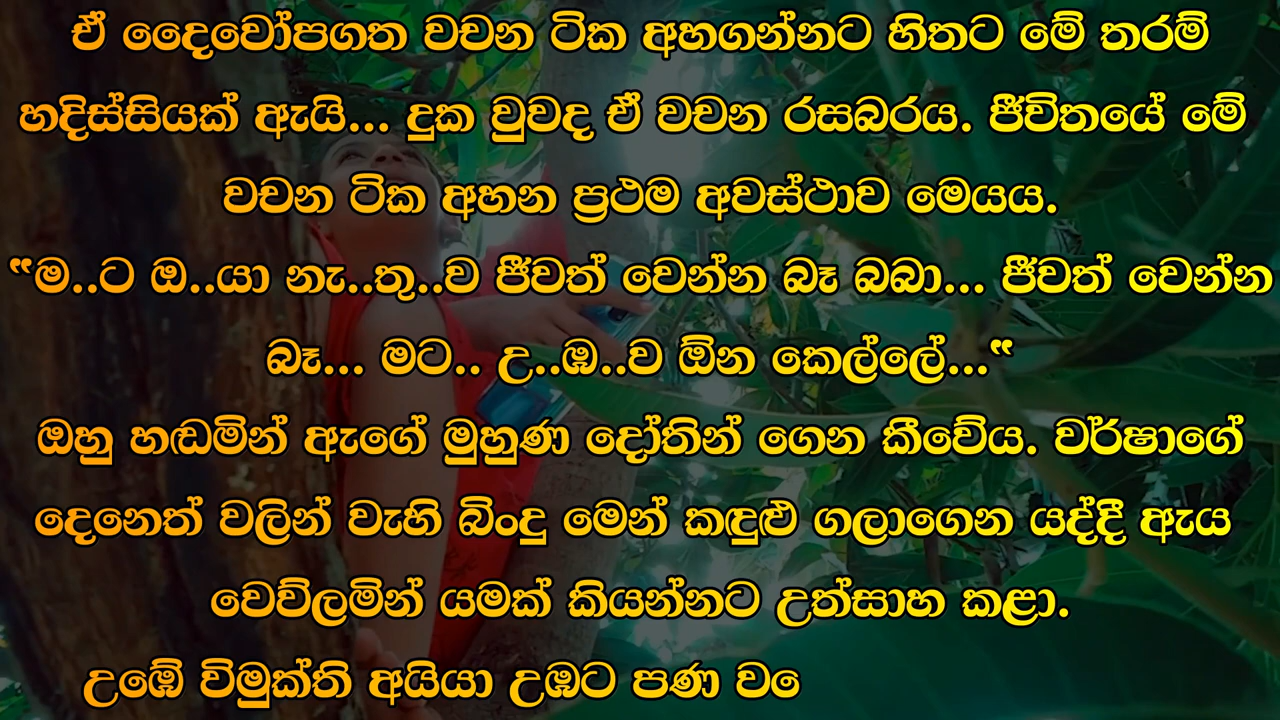 ඒ දෛවෝපගත වචන ටික අහගන්නට හිතට මේ තරම්
හදිස්සියක් ඇයි... දුක වුවද ඒ වචන රසබරය. ජීවිතයේ මේ
වචන ටික අහන ප්‍රථම අවස්ථාව මෙයය.
“ම..ට ඔ..යා නැ..තු..ව ජීවත් වෙන්න බෑ බබා... ජීවත් වෙන්න
බෑ... මට.. උ..ඹ..ව ඕන කෙල්ලේ...“
ඔහු හඬමින් ඇගේ මුහුණ දෝතින් ගෙන කීවේය. වර්ෂාගේ
දෙනෙත් වලින් වැහි බිංදු මෙන් කඳුළු ගලාගෙන යද්දී ඇය
වෙව්ලමින් යමක් කියන්නට උත්සාහ කළා.
උඹේ විමුක්ති අයියා උඹට පණ වෙ